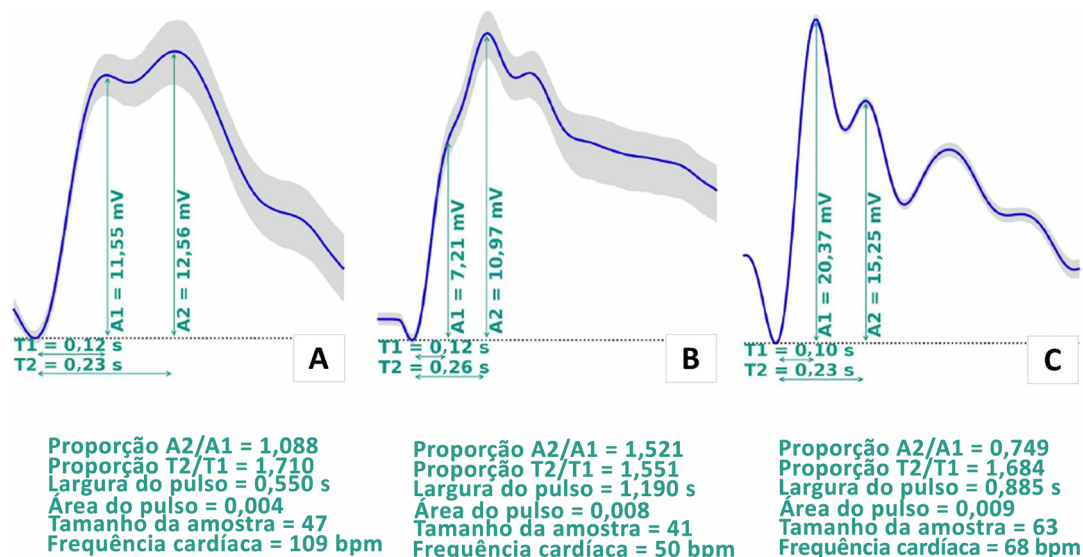 A1 = 11,55 mV
A2 = 12,56 mV
T1 = 0,12 s
T2 = 0,23 s
A
A1 = 7,21 mV
A2 = 10,97 mV
T1 = 0,12 s
T2 = 0,26 s
B
A1 = 20,37 mV
A2 = 15,25 mV
T1 = 0,10 s
T2 = 0,23 s
C
Proporção A2/A1 = 1,088
Proporção T2/T1 = 1,710
Largura do pulso = 0,550 s
Área do pulso = 0,004
Tamanho da amostra = 47
Frequência cardíaca = 109 bpm
Proporção A2/A1 = 1,521
Proporção T2/T1 = 1,551
Largura do pulso = 1,190 s
Área do pulso = 0,008
Tamanho da amostra = 41
Frequência cardíaca = 50 bpm
Proporção A2/A1 = 0,749
Proporção T2/T1 = 1,684
Largura do pulso = 0,885 s
Área do pulso = 0,009
Tamanho da amostra = 63
Frequência cardíaca = 68 bpm